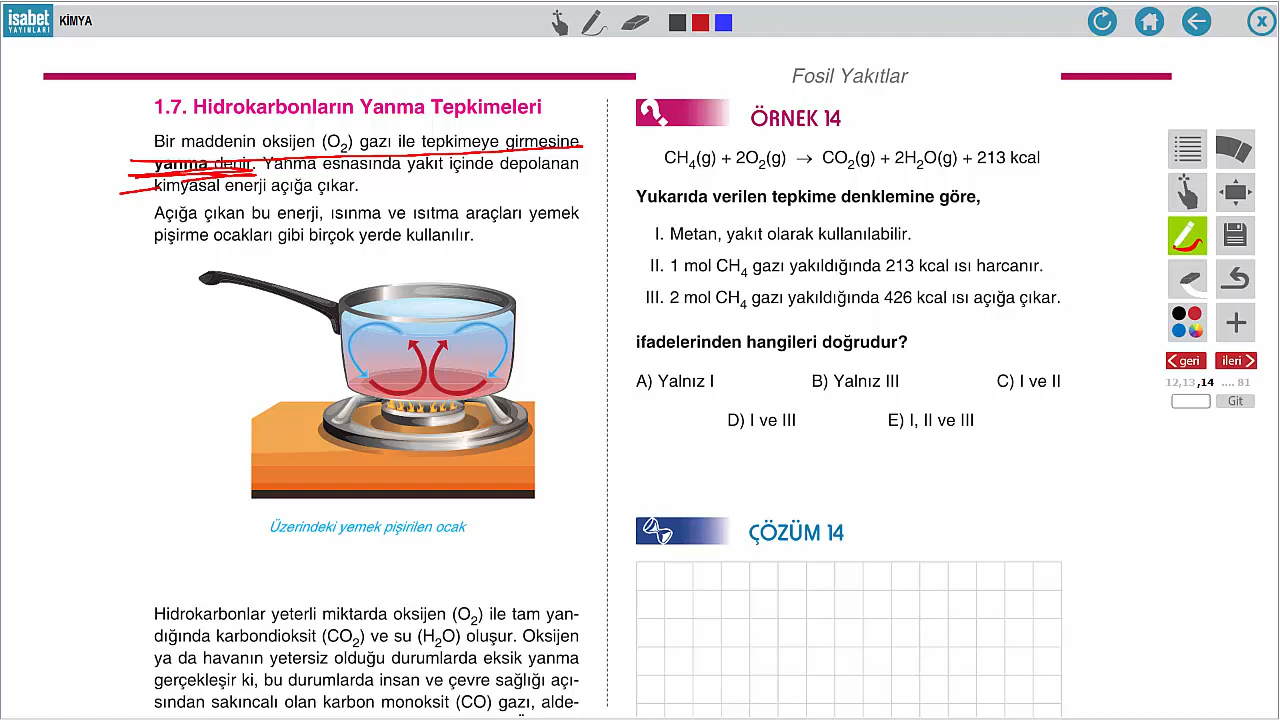 isabet
YAYINLARI
KİMYA
Fosil Yakıtlar
1.7. Hidrokarbonların Yanma Tepkimeleri
Bir maddenin oksijen (O₂) gazı ile tepkimeye girmesine
yanma denir. Yanma esnasında yakıt içinde depolanan
kimyasal enerji açığa çıkar.
Açığa çıkan bu enerji, ısınma ve ısıtma araçları yemek
pişirme ocakları gibi birçok yerde kullanılır.
Üzerindeki yemek pişirilen ocak
Hidrokarbonlar yeterli miktarda oksijen (O₂) ile tam yan-
dığında karbondioksit (CO₂) ve su (H₂O) oluşur. Oksijen
ya da havanın yetersiz olduğu durumlarda eksik yanma
gerçekleşir ki, bu durumlarda insan ve çevre sağlığı açı-
sından sakıncalı olan karbon monoksit (CO) gazı, alde-
ÖRNEK 14
CH₄(g) + 2O₂(g) → CO₂(g) + 2H₂O(g) + 213 kcal
Yukarıda verilen tepkime denklemine göre,
I. Metan, yakıt olarak kullanılabilir.
II. 1 mol CH₄ gazı yakıldığında 213 kcal ısı harcanır.
III. 2 mol CH₄ gazı yakıldığında 426 kcal ısı açığa çıkar.
ifadelerinden hangileri doğrudur?
A) Yalnız I B) Yalnız III C) I ve II
D) I ve III E) I, II ve III
ÇÖZÜM 14
geri ileri
12,13,14 .... 81
Git